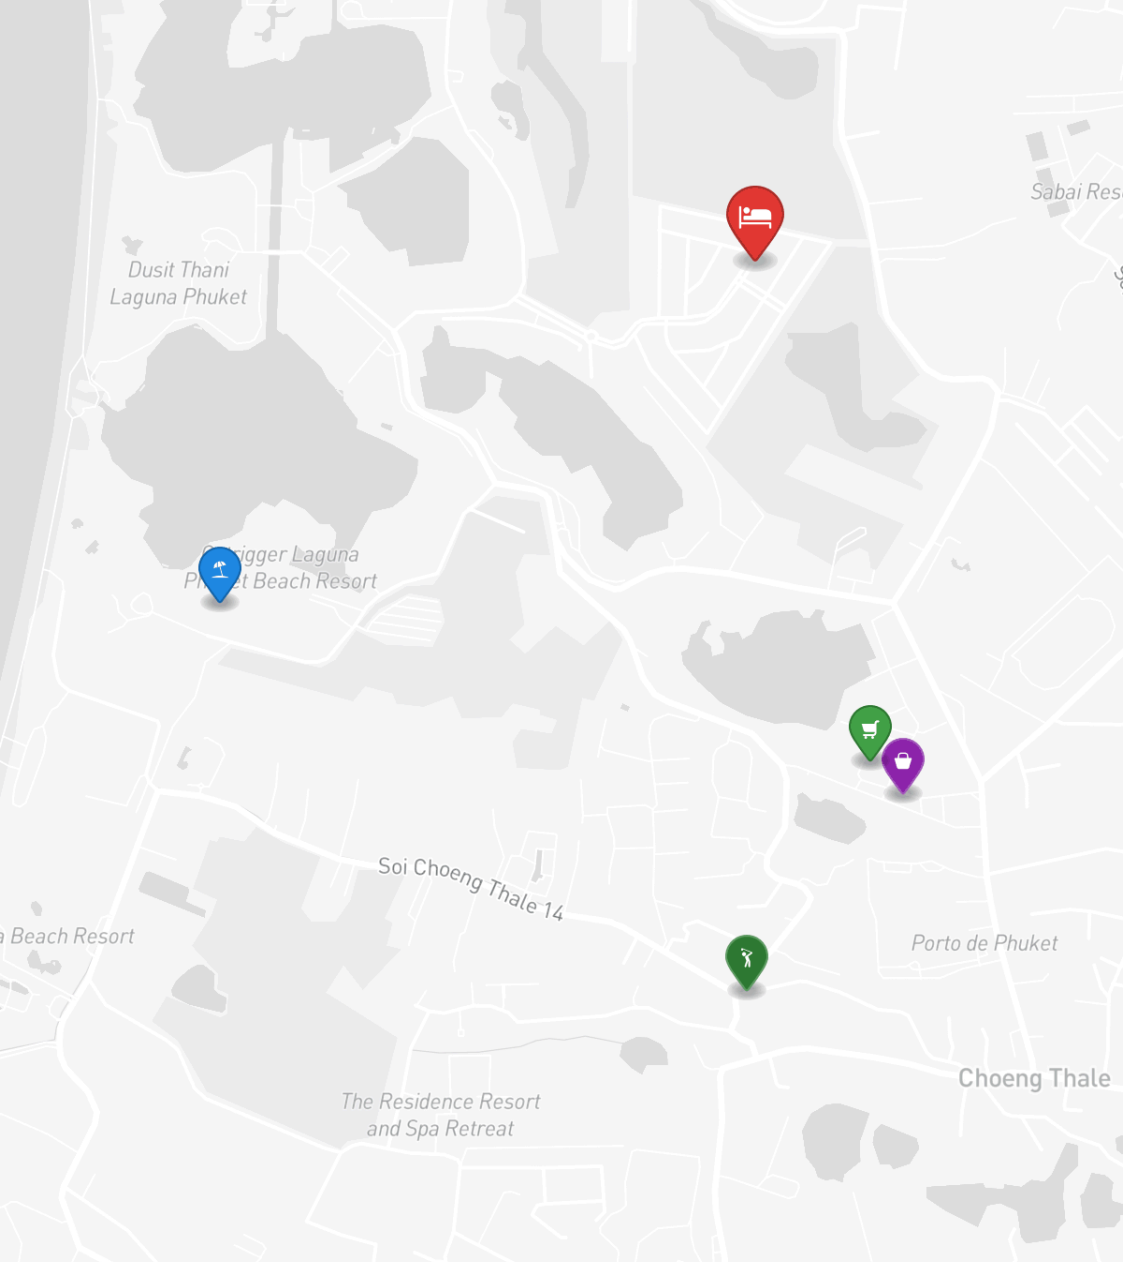 Sabai Res
Dusit Thani
Laguna Phuket
Laguna
Beach Resort
Soi Choeng Thale 14
Beach Resort
Porto de Phuket
Choeng Thale
The Residence Resort
and Spa Retreat